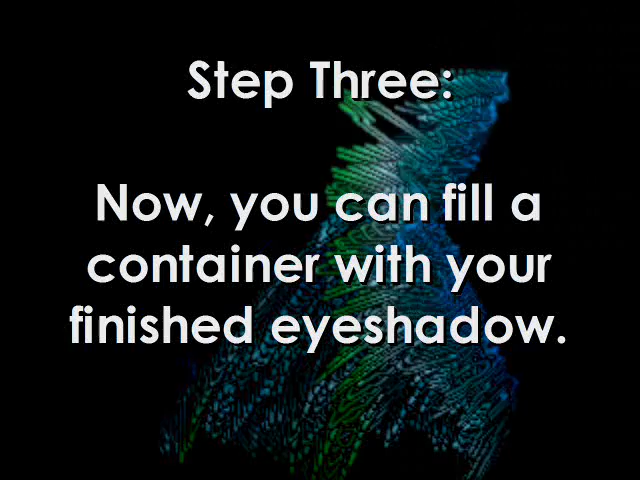 Step Three:
Now, you can fill a
container with your
finished eyeshadow.